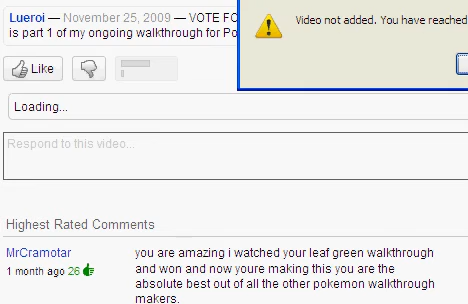 Lueroi — November 25, 2009 — VOTE FO
is part 1 of my ongoing walkthrough for Po
Video not added. You have reached
Like
Loading...
Respond to this video...
Highest Rated Comments
MrCramotar
1 month ago 26
you are amazing i watched your leaf green walkthrough
and won and now youre making this you are the
absolute best out of all the other pokemon walkthrough
makers.